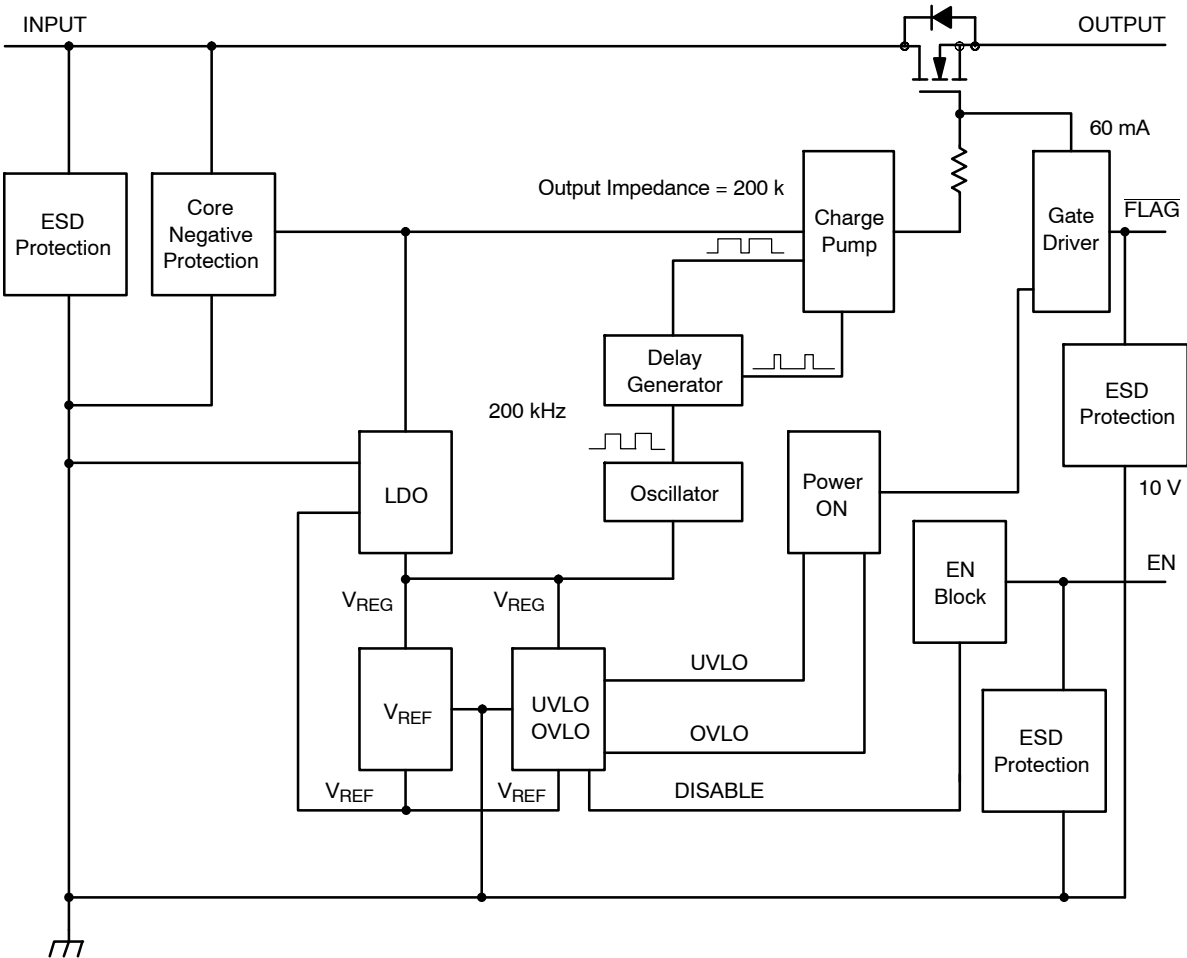 INPUT
OUTPUT
60 mA
Output Impedance = 200 k
ESD
Protection
Core
Negative
Protection
Charge
Pump
Gate
Driver
FLAG
Delay
Generator
ESD
Protection
200 kHz
LDO
Oscillator
Power
ON
10 V
EN
Block
EN
VREG
VREG
UVLO
VREF
UVLO
OVLO
OVLO
ESD
Protection
VREF
VREF
DISABLE